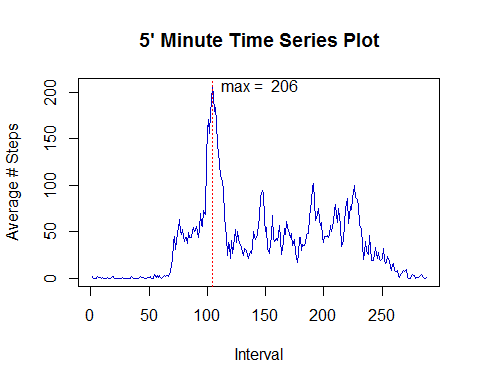 5' Minute Time Series Plot
max = 206
Average # Steps
200
150
100
50
0
0 50 100 150 200 250
Interval